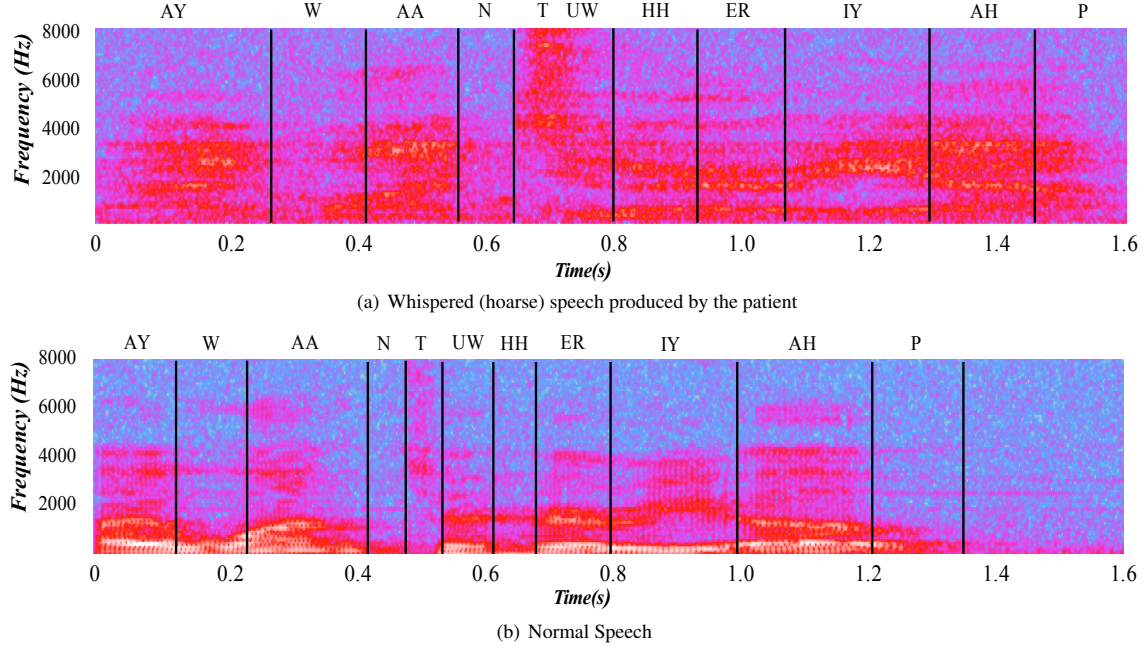 AY W AA N T UW HH ER IY AH P
8000
6000
4000
2000
Frequency (Hz)
0 0.2 0.4 0.6 0.8 1.0 1.2 1.4 1.6
Time(s)
(a) Whispered (hoarse) speech produced by the patient
AY W AA N T UW HH ER IY AH P
8000
6000
4000
2000
Frequency (Hz)
0 0.2 0.4 0.6 0.8 1.0 1.2 1.4 1.6
Time(s)
(b) Normal Speech